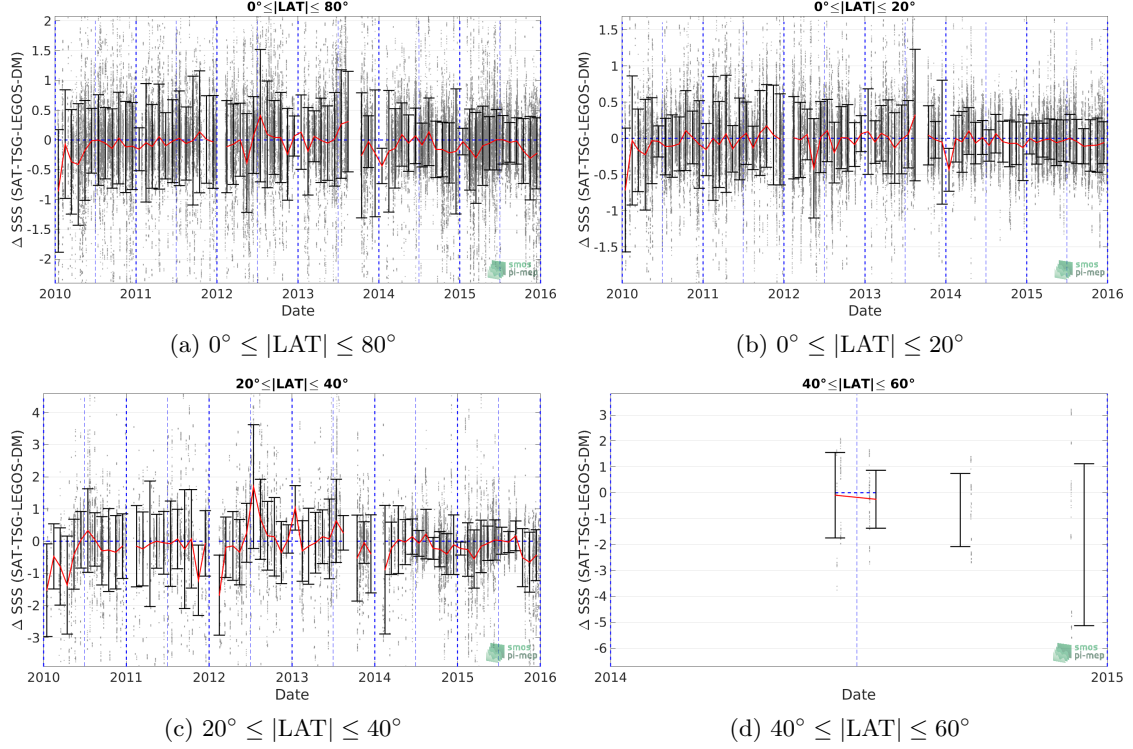 0°≤|LAT|≤ 80°
Δ SSS (SAT-TSG-LEGOS-DM)
2
1.5
1
0.5
0
-0.5
-1
-1.5
-2
2010 2011 2012 2013 2014 2015 2016
Date
smos
pi-mep
(a) 0° ≤ |LAT| ≤ 80°
0°≤|LAT|≤ 20°
Δ SSS (SAT-TSG-LEGOS-DM)
1.5
1
0.5
0
-0.5
-1
-1.5
2010 2011 2012 2013 2014 2015 2016
Date
smos
pi-mep
(b) 0° ≤ |LAT| ≤ 20°
20°≤|LAT|≤ 40°
Δ SSS (SAT-TSG-LEGOS-DM)
4
3
2
1
0
-1
-2
-3
2010 2011 2012 2013 2014 2015 2016
Date
smos
pi-mep
(c) 20° ≤ |LAT| ≤ 40°
40°≤|LAT|≤ 60°
Δ SSS (SAT-TSG-LEGOS-DM)
3
2
1
0
-1
-2
-3
-4
-5
-6
2014 2015
Date
smos
pi-mep
(d) 40° ≤ |LAT| ≤ 60°